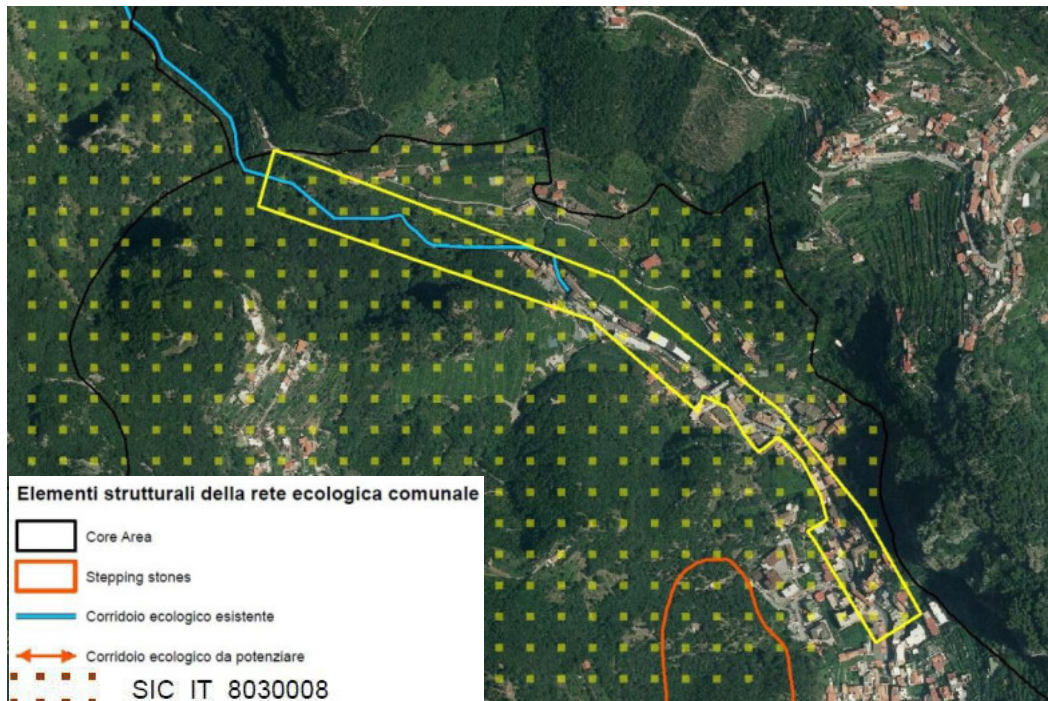 Elementi strutturali della rete ecologica comunale
Core Area
Stepping stones
Corridoio ecologico esistente
Corridoio ecologico da potenziare
SIC IT 8030008